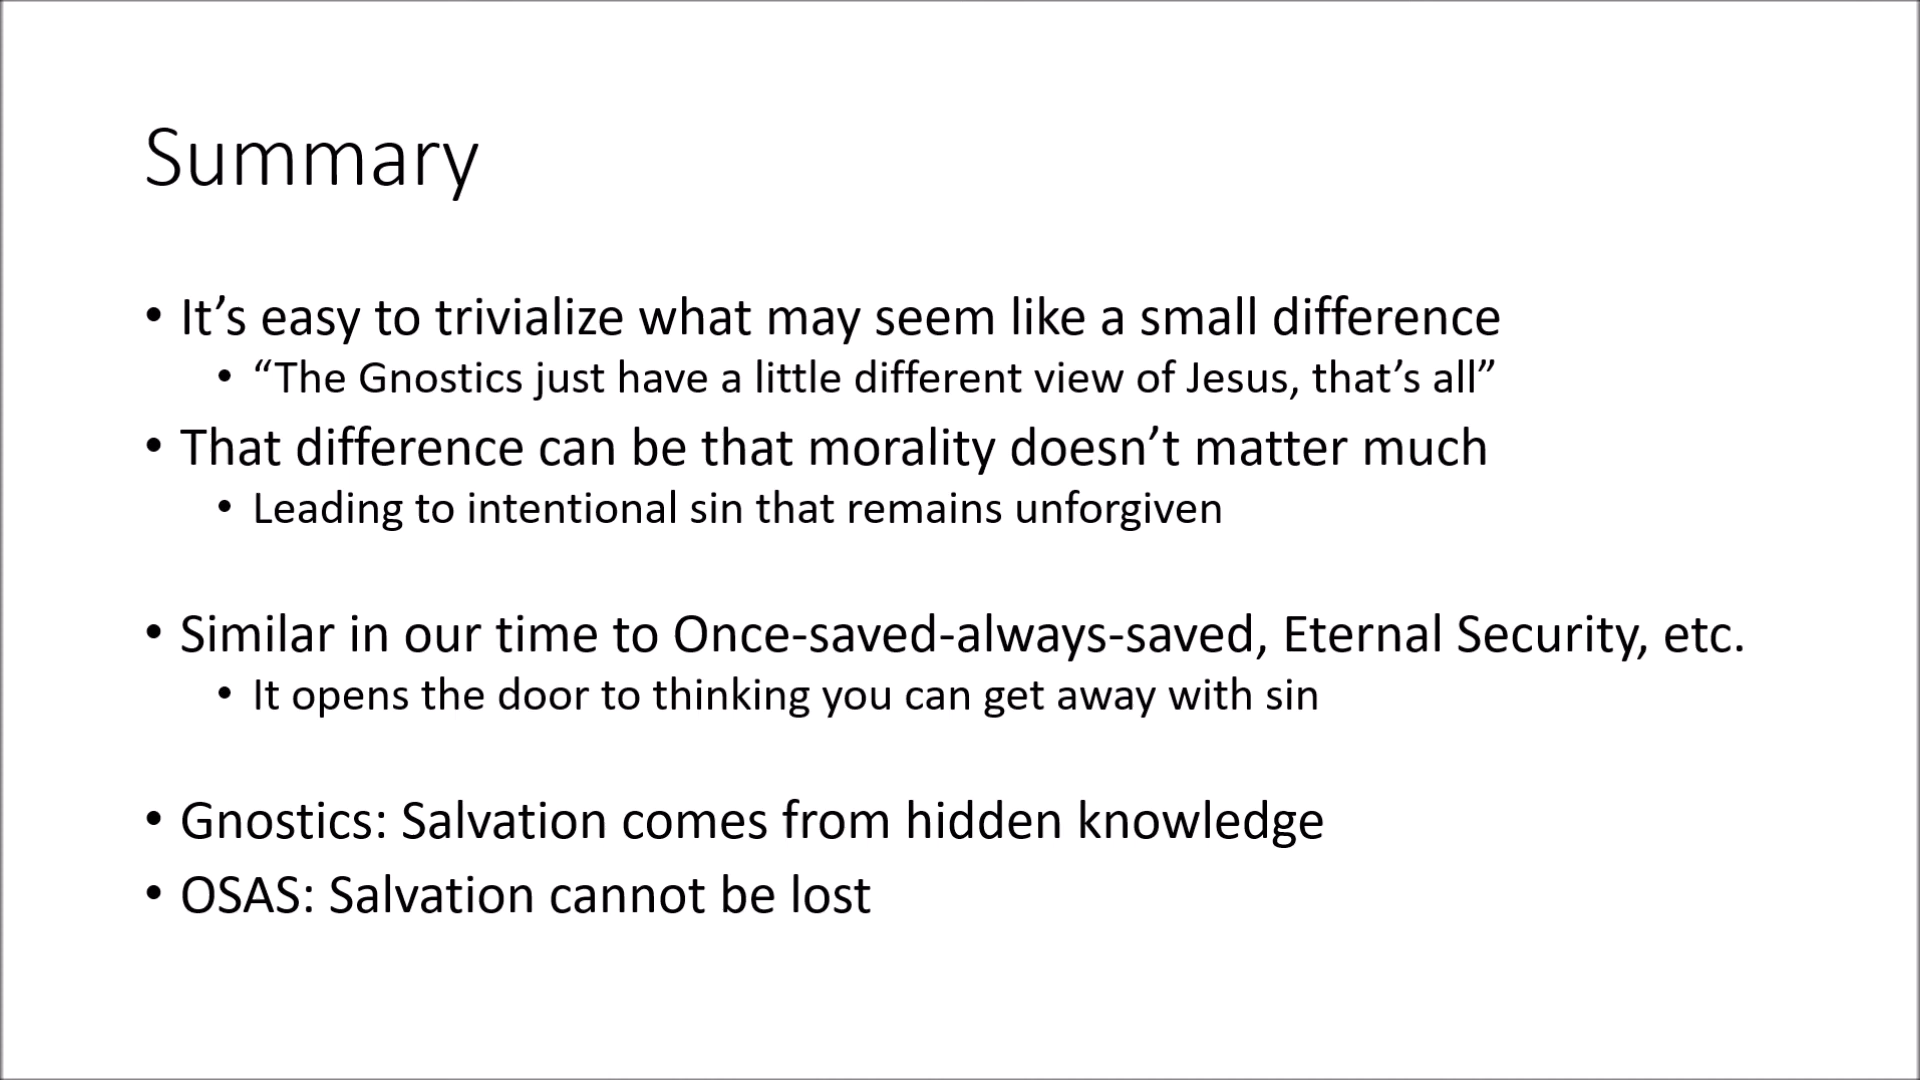 Summary
• It’s easy to trivialize what may seem like a small difference
• “The Gnostics just have a little different view of Jesus, that’s all”
• That difference can be that morality doesn’t matter much
• Leading to intentional sin that remains unforgiven
• Similar in our time to Once-saved-always-saved, Eternal Security, etc.
• It opens the door to thinking you can get away with sin
• Gnostics: Salvation comes from hidden knowledge
• OSAS: Salvation cannot be lost